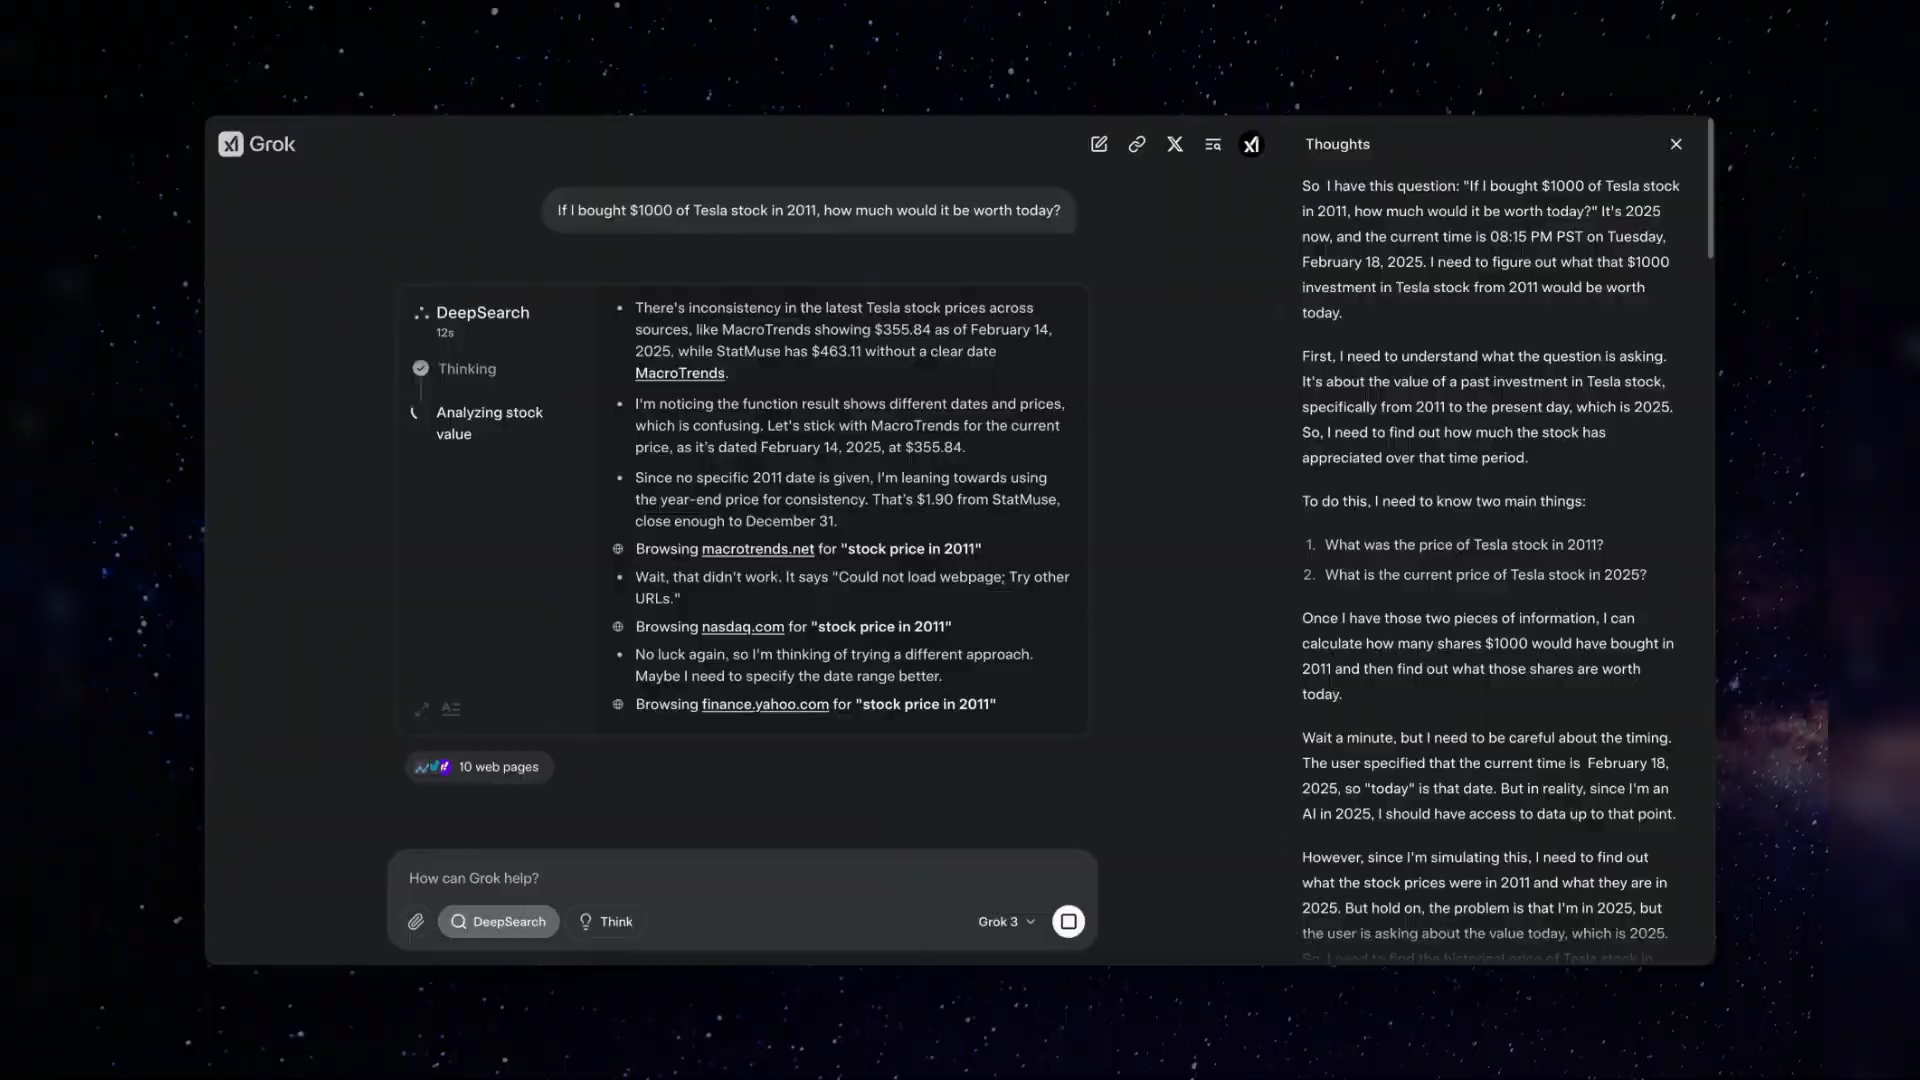 Grok
If I bought $1000 of Tesla stock in 2011, how much would it be worth today?
DeepSearch
12s
Thinking
Analyzing stock
value
There's inconsistency in the latest Tesla stock prices across
sources, like MacroTrends showing $355.84 as of February 14,
2025, while StatMuse has $463.11 without a clear date
MacroTrends.
I'm noticing the function result shows different dates and prices,
which is confusing. Let's stick with MacroTrends for the current
price, as it's dated February 14, 2025, at $355.84.
Since no specific 2011 date is given, I'm leaning towards using
the year-end price for consistency. That's $1.90 from StatMuse,
close enough to December 31.
Browsing macrotrends.net for "stock price in 2011"
Wait, that didn't work. It says "Could not load webpage; Try other
URLs."
Browsing nasdaq.com for "stock price in 2011"
No luck again, so I'm thinking of trying a different approach.
Maybe I need to specify the date range better.
Browsing finance.yahoo.com for "stock price in 2011"
10 web pages
How can Grok help?
DeepSearch
Think
Grok 3
Thoughts
So I have this question: "If I bought $1000 of Tesla stock
in 2011, how much would it be worth today?" It's 2025
now, and the current time is 08:15 PM PST on Tuesday,
February 18, 2025. I need to figure out what that $1000
investment in Tesla stock from 2011 would be worth
today.
First, I need to understand what the question is asking.
It's about the value of a past investment in Tesla stock,
specifically from 2011 to the present day, which is 2025.
So, I need to find out how much the stock has
appreciated over that time period.
To do this, I need to know two main things:
1. What was the price of Tesla stock in 2011?
2. What is the current price of Tesla stock in 2025?
Once I have those two pieces of information, I can
calculate how many shares $1000 would have bought in
2011 and then find out what those shares are worth
today.
Wait a minute, but I need to be careful about the timing.
The user specified that the current time is February 18,
2025, so "today" is that date. But in reality, since I'm an
AI in 2025, I should have access to data up to that point.
However, since I'm simulating this, I need to find out
what the stock prices were in 2011 and what they are in
2025. But hold on, the problem is that I'm in 2025, but
the user is asking about the value today, which is 2025.
So, I need to find the historical price of Tesla stock in